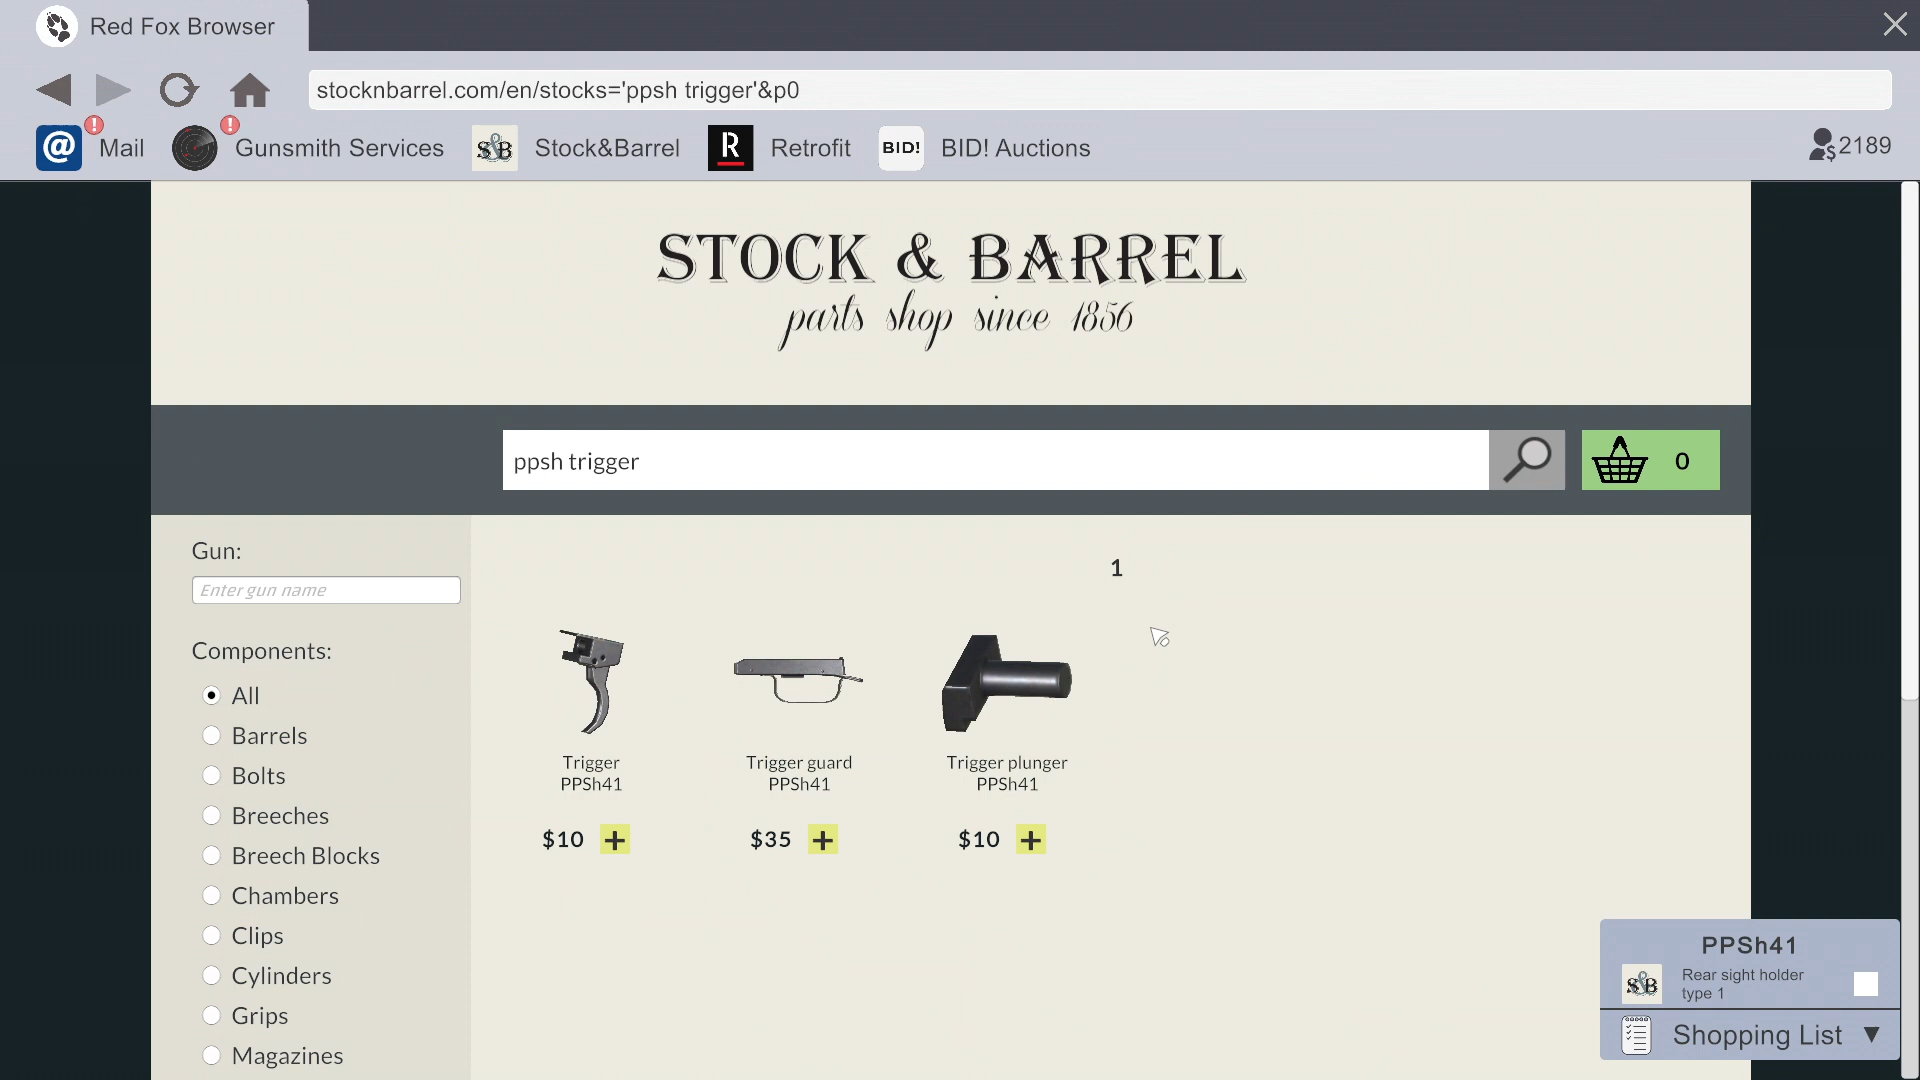 Red Fox Browser
stocknbarrel.com/en/stocks='ppsh trigger'&p0
@ ! Mail ! Gunsmith Services S&B Stock&Barrel R Retrofit BID! BID! Auctions $ 2189
STOCK & BARREL
parts shop since 1856
ppsh trigger 0
Gun:
Enter gun name
1
Components:
All
Barrels
Bolts
Breeches
Breech Blocks
Chambers
Clips
Cylinders
Grips
Magazines
Trigger
PPSh41
$10 +
Trigger guard
PPSh41
$35 +
Trigger plunger
PPSh41
$10 +
PPSh41
S&B Rear sight holder
type 1
Shopping List ▼